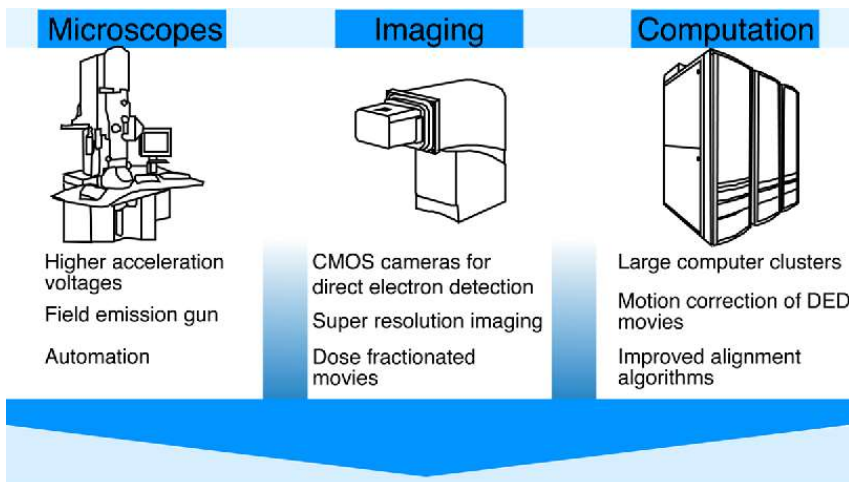 Microscopes
Imaging
Computation
Higher acceleration
voltages
Field emission gun
Automation
CMOS cameras for
direct electron detection
Super resolution imaging
Dose fractionated
movies
Large computer clusters
Motion correction of DED
movies
Improved alignment
algorithms